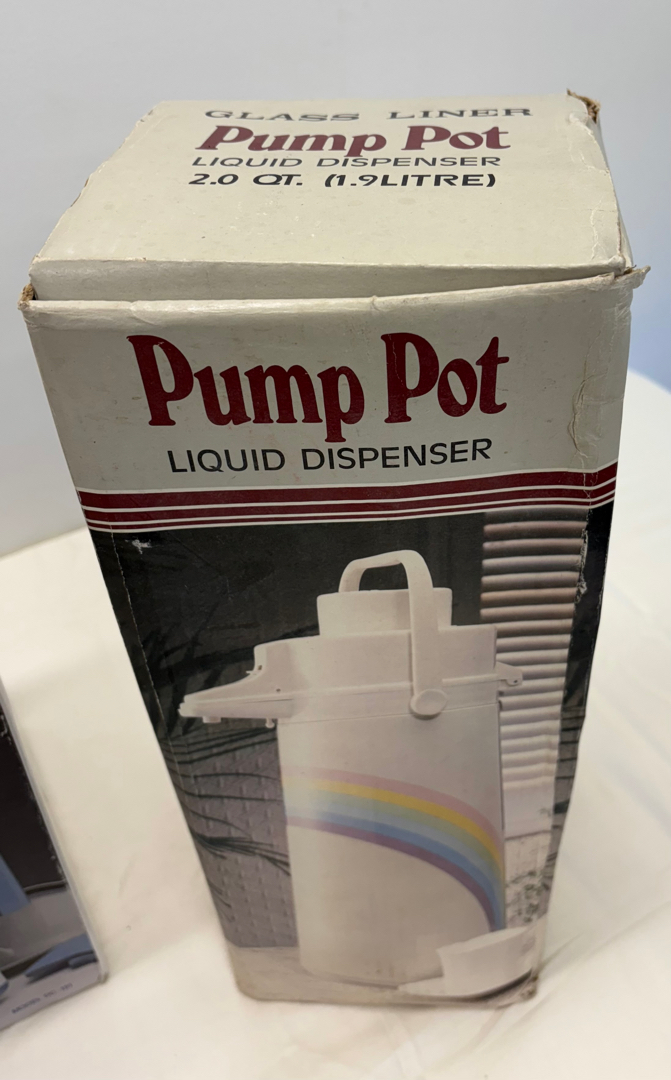 GLASS LINER
Pump Pot
LIQUID DISPENSER
2.0 QT. (1.9LITRE)
Pump Pot
LIQUID DISPENSER